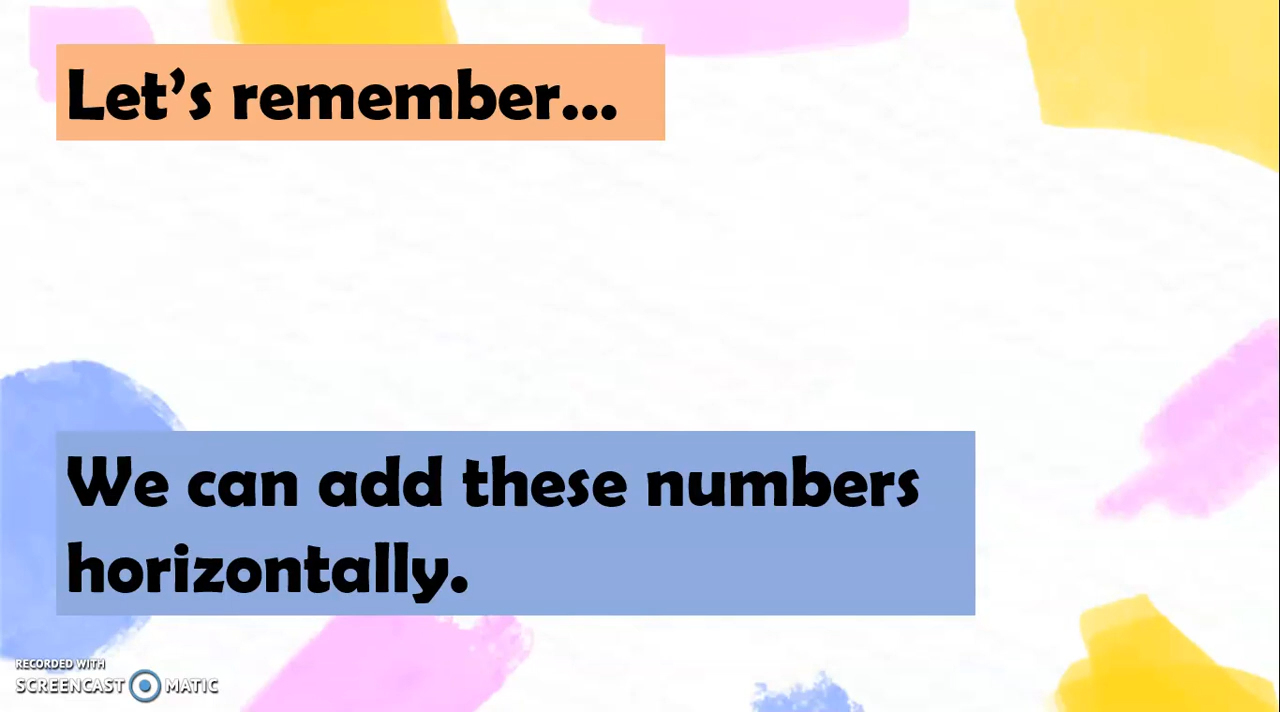 Let’s remember...
We can add these numbers
horizontally.
RECORDED WITH
SCREENCAST MATIC